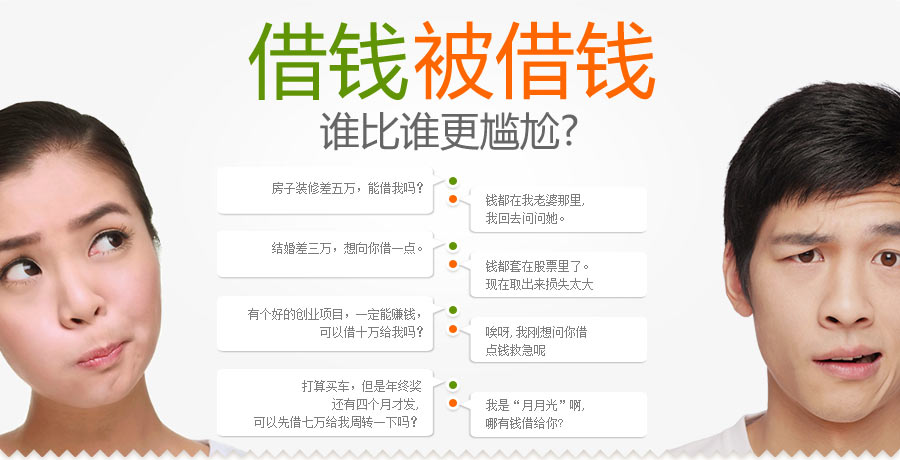 借钱被借钱
谁比谁更尴尬?
房子装修差五万，能借我吗？
钱都在我老婆那里,
我回去问问她。
结婚差三万，想向你借一点。
钱都套在股票里了。
现在取出来损失太大
有个好的创业项目，一定能赚钱，
可以借十万给我吗？
唉呀,我刚想问你借
点钱救急呢
打算买车，但是年终奖
还有四个月才发,
可以先借七万给我周转一下吗？
我是“月月光”啊,
哪有钱借给你?